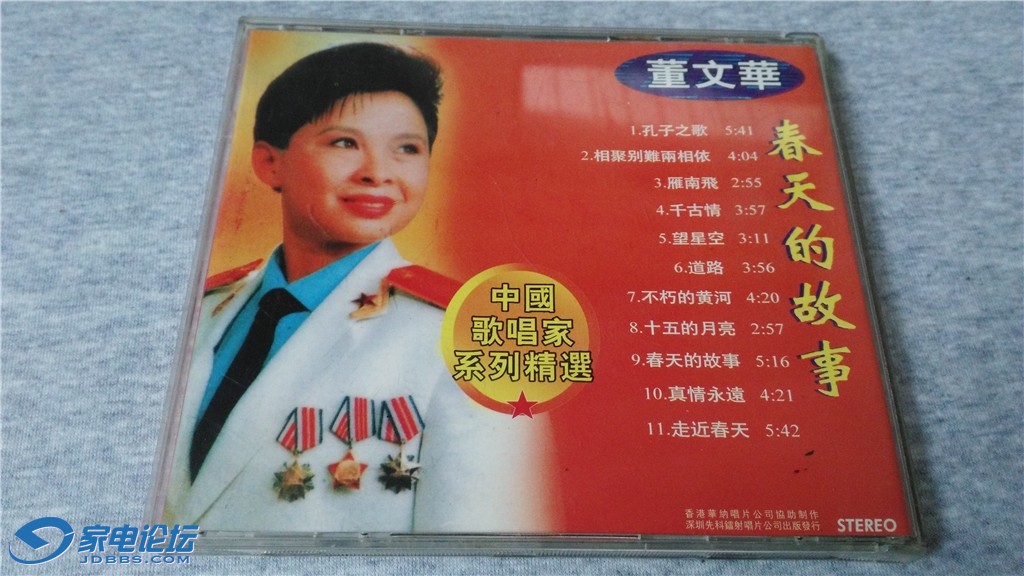 董文華
春天的故事
1.孔子之歌 5:41
2.相聚别難兩相依 4:04
3.雁南飛 2:55
4.千古情 3:57
5.望星空 3:11
6.道路 3:56
7.不朽的黄河 4:20
8.十五的月亮 2:57
9.春天的故事 5:16
10.真情永遠 4:21
11.走近春天 5:42
中國
歌唱家
系列精選
香港華納唱片公司協助制作
深圳先科鐳射唱片公司出版發行
STEREO
家电论坛
JDBBS.COM